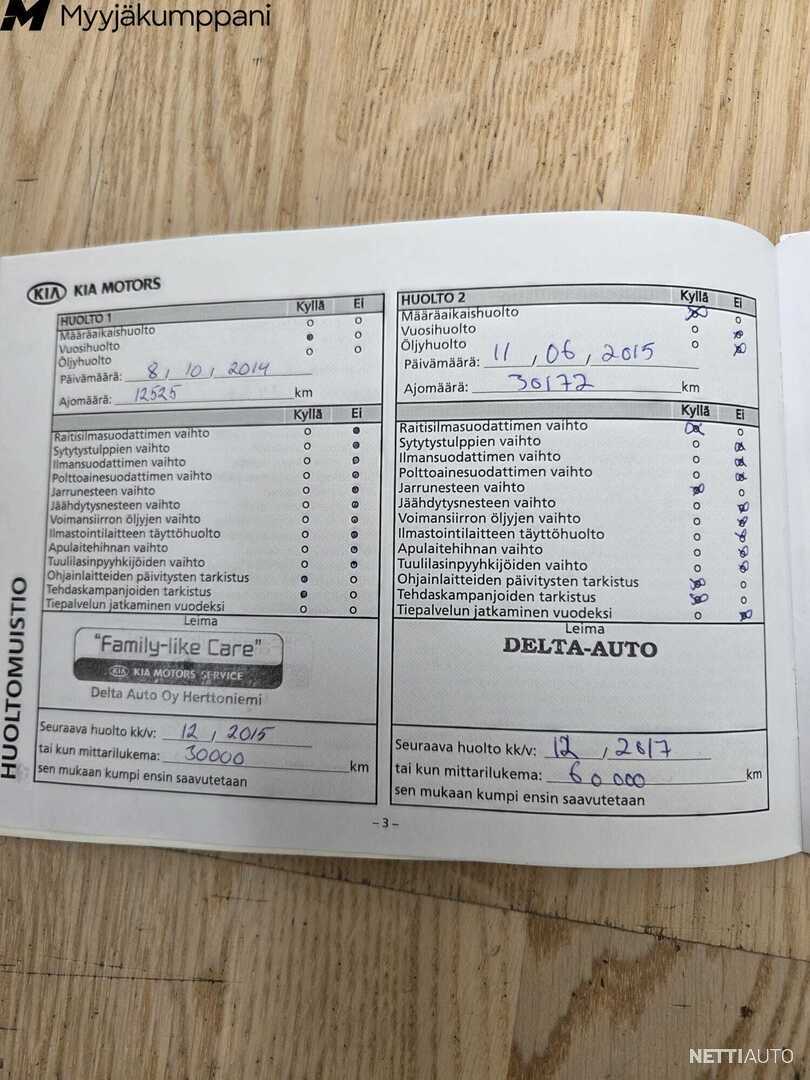 Myyjäkumppani
KIA KIA MOTORS
HUOLTO 1 Kyllä Ei
Määräaikaishuolto
Vuosihuolto
Öljyhuolto
Päivämäärä: 8, 10, 2014
Ajomäärä: 12525 km
Kyllä Ei
Raitisilmasuodattimen vaihto
Sytytystulppien vaihto
Ilmansuodattimen vaihto
Polttoainesuodattimen vaihto
Jarrunesteen vaihto
Jäähdytysnesteen vaihto
Voimansiirron öljyjen vaihto
Ilmastointilaitteen täyttöhuolto
Apulaitehihnan vaihto
Tuulilasinpyyhkijöiden vaihto
Ohjainlaitteiden päivitysten tarkistus
Tehdaskampanjoiden tarkistus
Tiepalvelun jatkaminen vuodeksi
Leima
"Family-like Care"
KIA KIA MOTORS SERVICE
Delta Auto Oy Herttoniemi
Seuraava huolto kk/v: 12, 2015
tai kun mittarilukema: 30000 km
sen mukaan kumpi ensin saavutetaan
HUOLTO 2 Kyllä Ei
Määräaikaishuolto
Vuosihuolto
Öljyhuolto
Päivämäärä: 11, 06, 2015
Ajomäärä: 30172 km
Kyllä Ei
Raitisilmasuodattimen vaihto
Sytytystulppien vaihto
Ilmansuodattimen vaihto
Polttoainesuodattimen vaihto
Jarrunesteen vaihto
Jäähdytysnesteen vaihto
Voimansiirron öljyjen vaihto
Ilmastointilaitteen täyttöhuolto
Apulaitehihnan vaihto
Tuulilasinpyyhkijöiden vaihto
Ohjainlaitteiden päivitysten tarkistus
Tehdaskampanjoiden tarkistus
Tiepalvelun jatkaminen vuodeksi
Leima
DELTA-AUTO
Seuraava huolto kk/v: 12, 2017
tai kun mittarilukema: 60 000 km
sen mukaan kumpi ensin saavutetaan
HUOLTOMUISTIO
– 3 –
NETTIAUTO